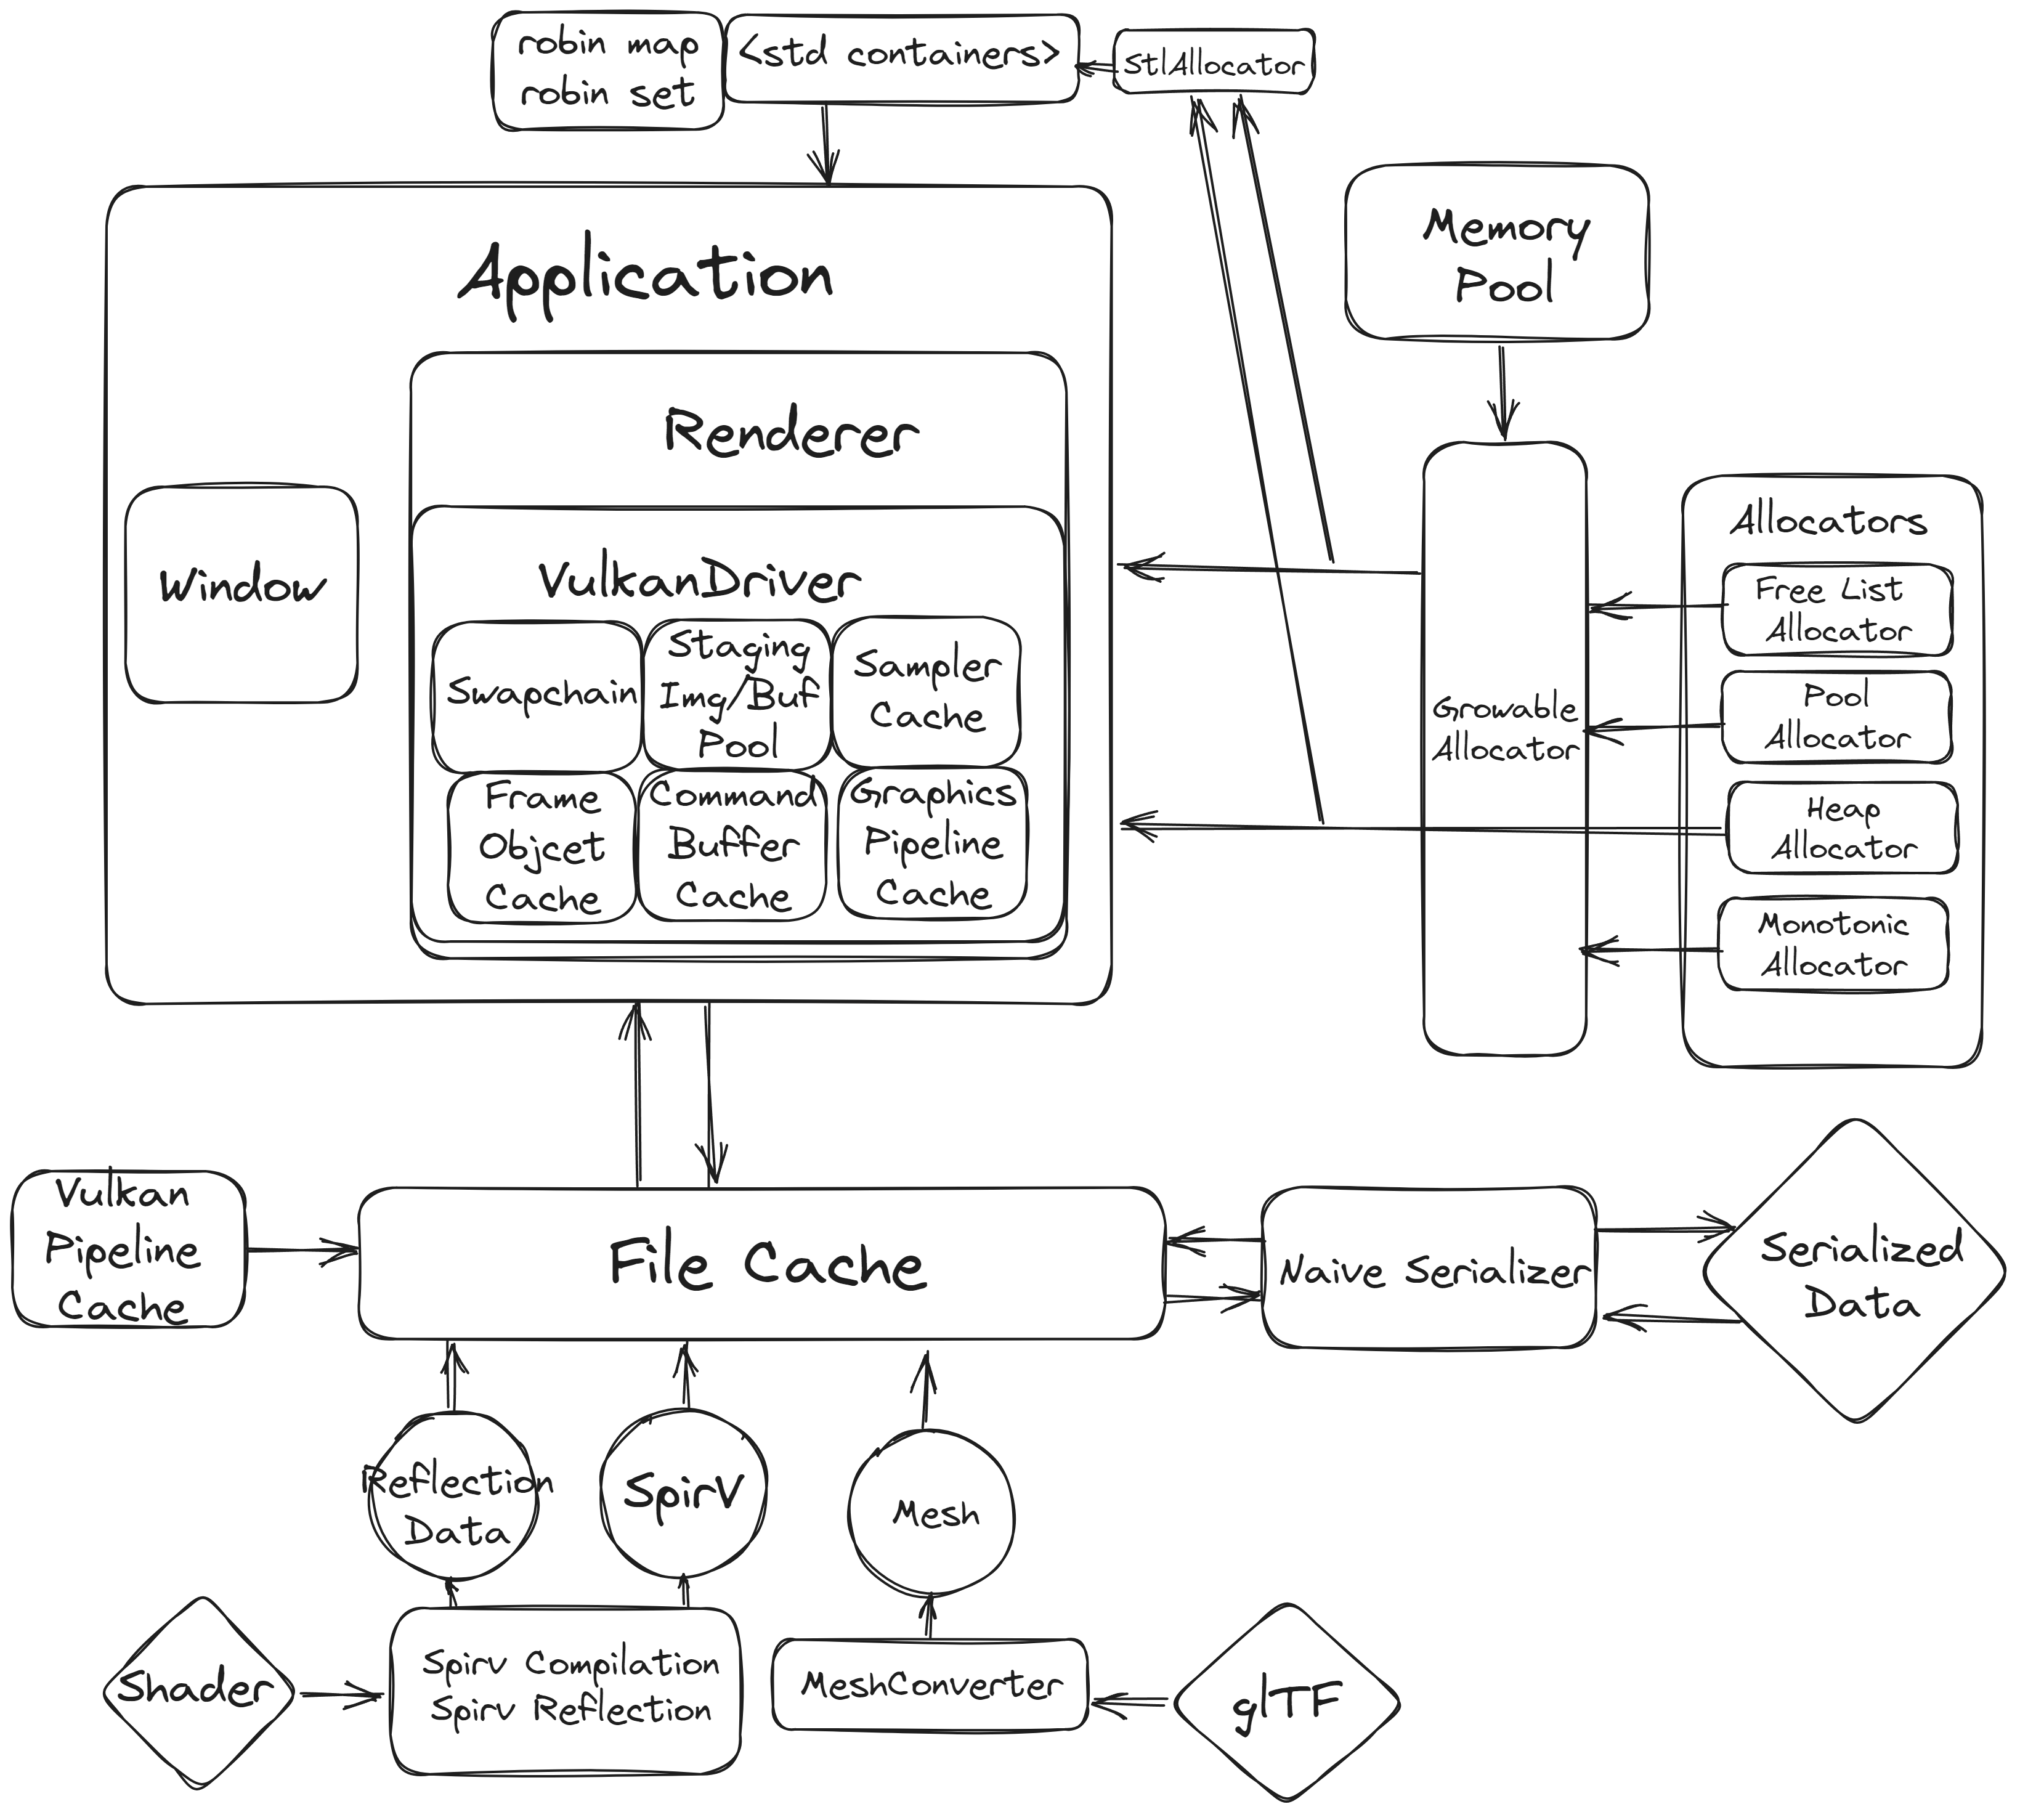 robin map
robin set
<std containers>
StlAllocator
Memory
Pool
Application
Renderer
Window
VulkanDriver
Swapchain
Staging
Img/Buf
Pool
Sampler
Cache
Frame
Objcet
Cache
Command
Buffer
Cache
Graphics
Pipeline
Cache
Growable
Allocator
Allocators
Free List
Allocator
Pool
Allocator
Heap
Allocator
Monotonic
Allocator
Vulkan
Pipeline
Cache
File Cache
Naive Serializer
Serialized
Data
Reflection
Data
SpirV
Mesh
Shader
Spirv Compilation
Spirv Reflection
MeshConverter
glTF